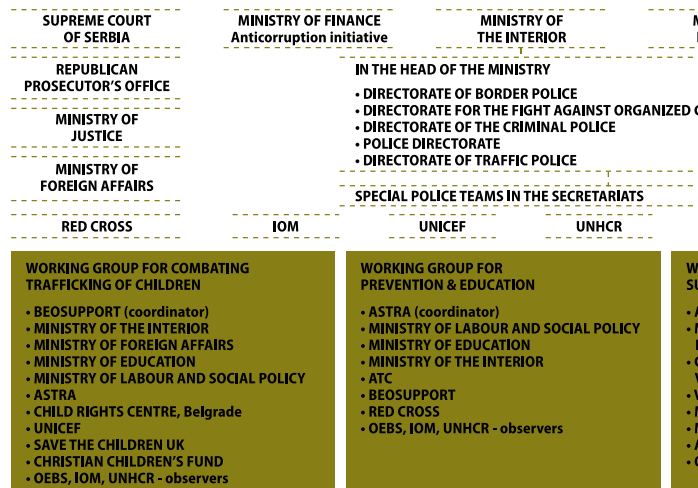 SUPREME COURT
OF SERBIA
MINISTRY OF FINANCE
Anticorruption initiative
MINISTRY OF
THE INTERIOR
REPUBLICAN
PROSECUTOR'S OFFICE
MINISTRY OF
JUSTICE
MINISTRY OF
FOREIGN AFFAIRS
IN THE HEAD OF THE MINISTRY
• DIRECTORATE OF BORDER POLICE
• DIRECTORATE FOR THE FIGHT AGAINST ORGANIZED
• DIRECTORATE OF THE CRIMINAL POLICE
• POLICE DIRECTORATE
• DIRECTORATE OF TRAFFIC POLICE
SPECIAL POLICE TEAMS IN THE SECRETARIATS
RED CROSS
IOM
UNICEF
UNHCR
WORKING GROUP FOR COMBATING
TRAFFICKING OF CHILDREN
• BEOSUPPORT (coordinator)
• MINISTRY OF THE INTERIOR
• MINISTRY OF FOREIGN AFFAIRS
• MINISTRY OF EDUCATION
• MINISTRY OF LABOUR AND SOCIAL POLICY
• ASTRA
• CHILD RIGHTS CENTRE, Belgrade
• UNICEF
• SAVE THE CHILDREN UK
• CHRISTIAN CHILDREN'S FUND
• OEBS, IOM, UNHCR - observers
WORKING GROUP FOR
PREVENTION & EDUCATION
• ASTRA (coordinator)
• MINISTRY OF LABOUR AND SOCIAL POLICY
• MINISTRY OF EDUCATION
• MINISTRY OF THE INTERIOR
• ATC
• BEOSUPPORT
• RED CROSS
• OEBS, IOM, UNHCR - observers